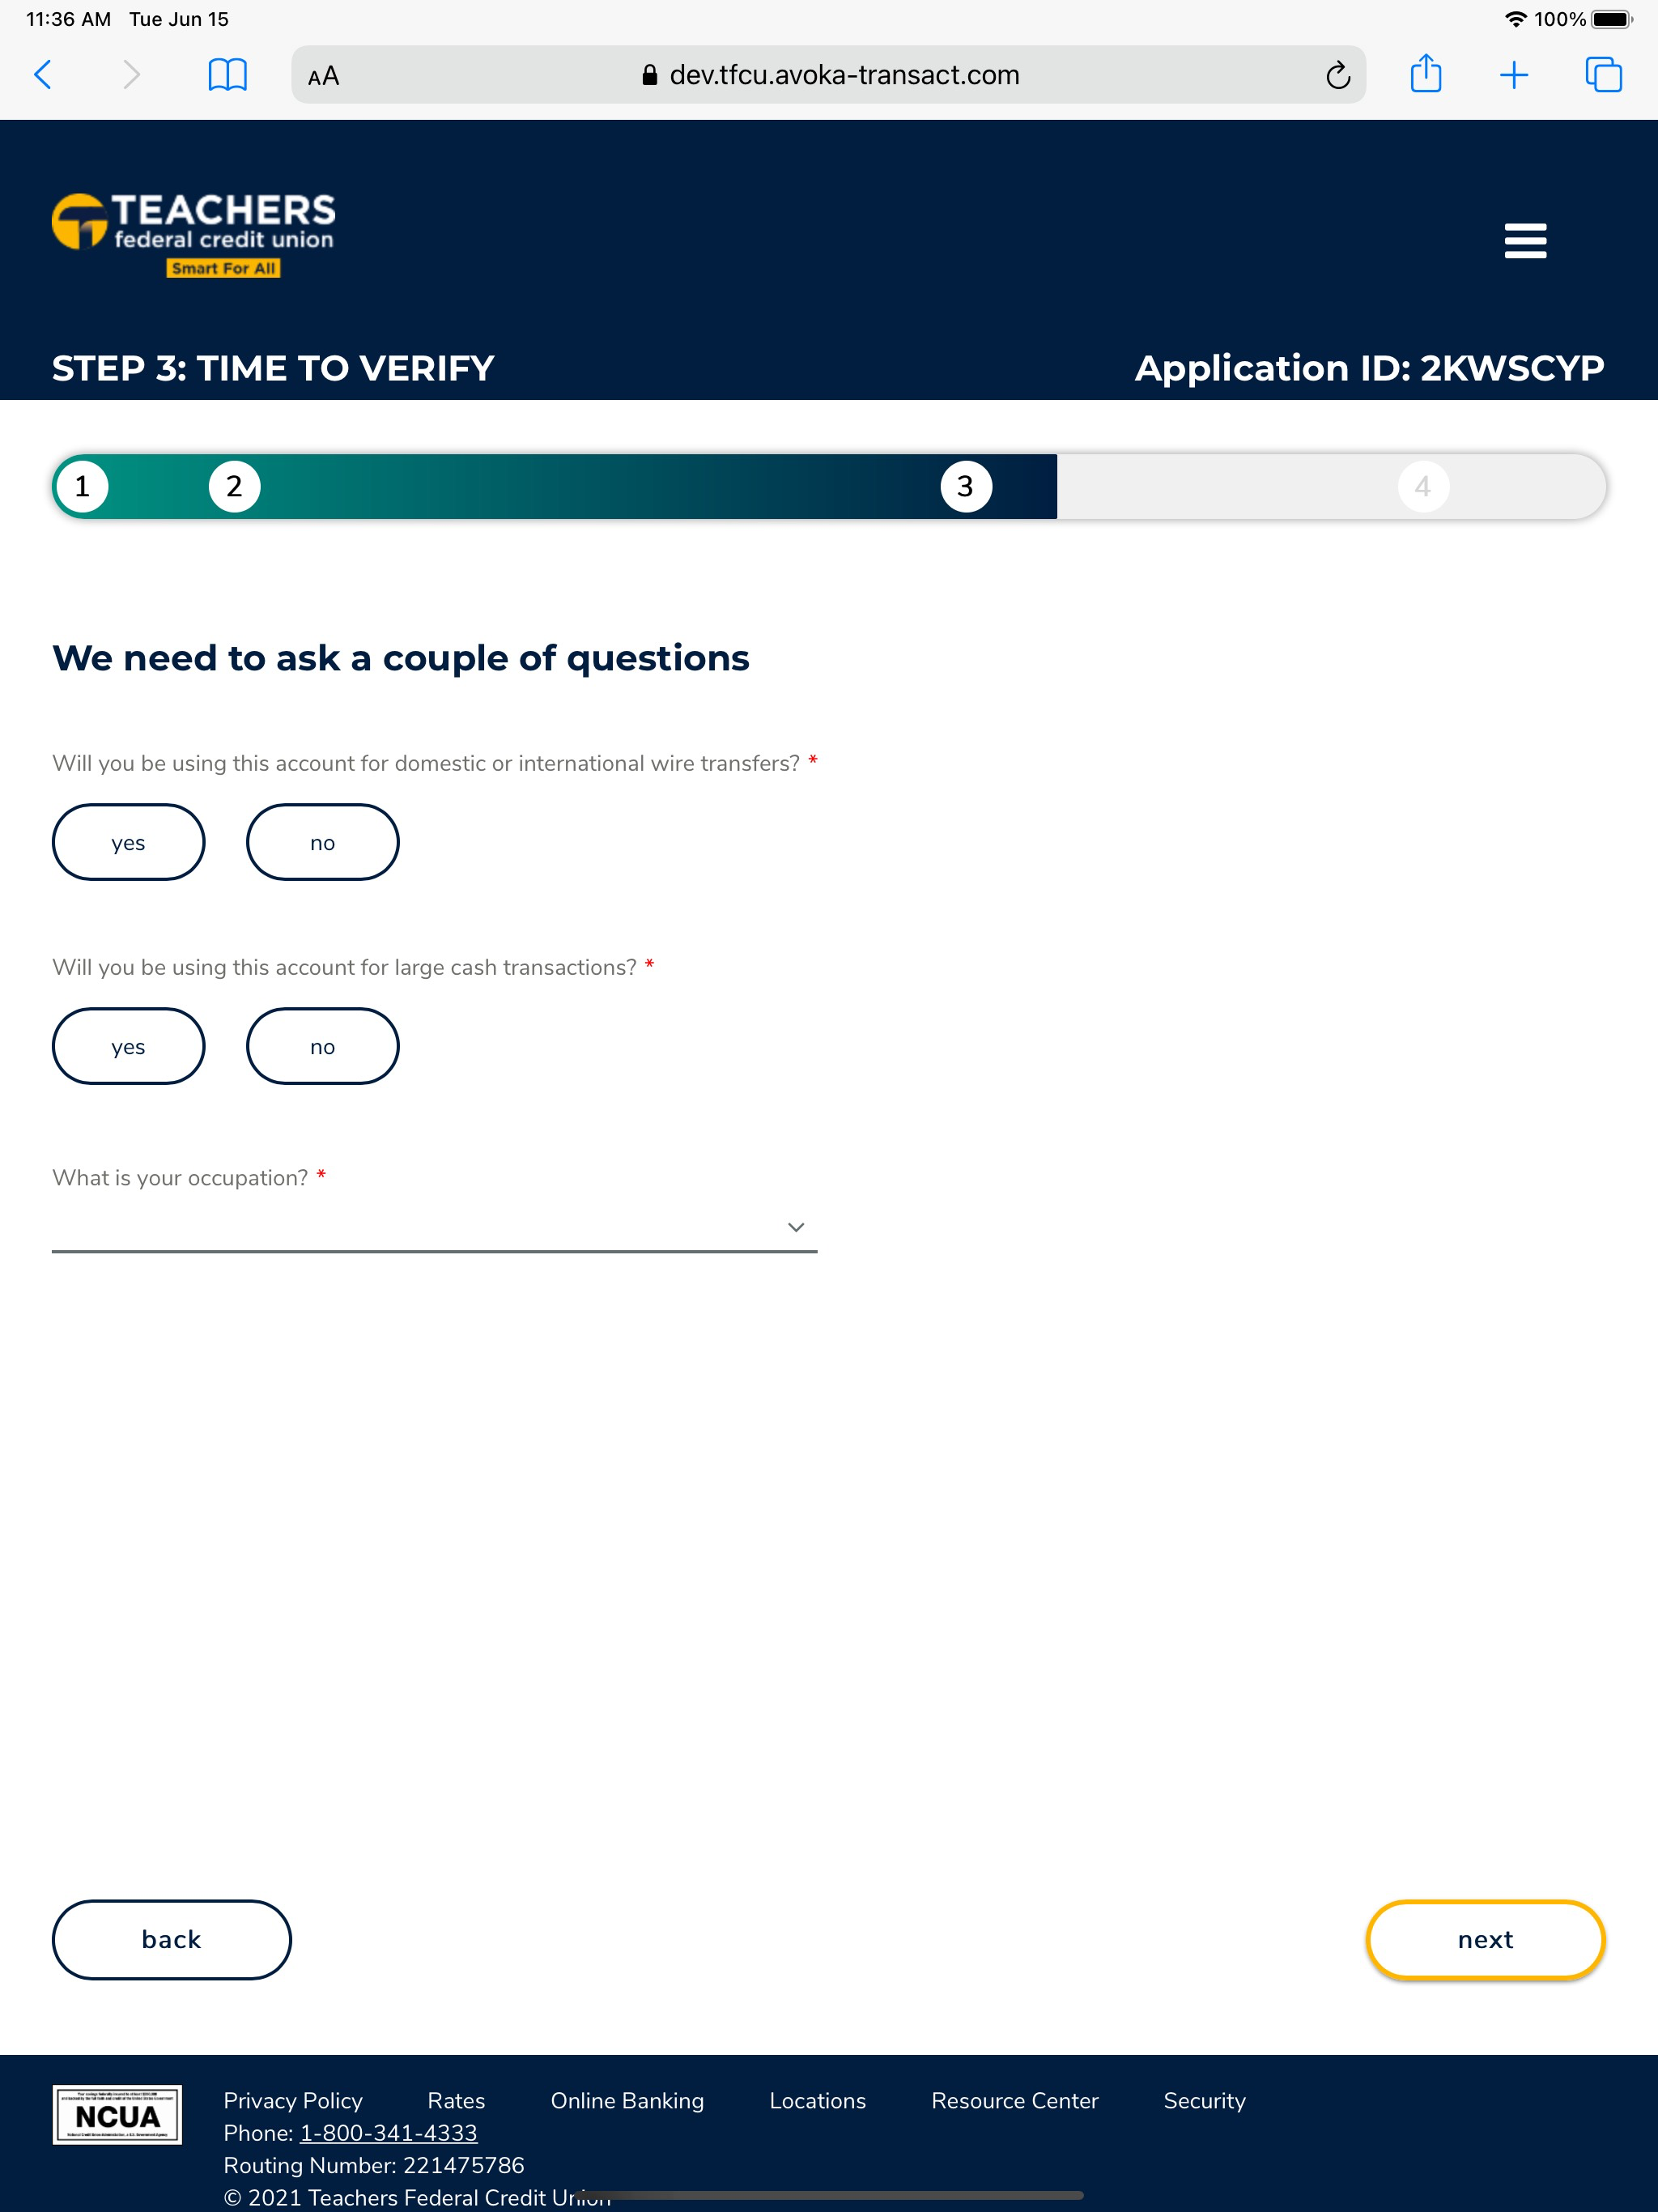 11:36 AM Tue Jun 15 100%
AA dev.tfcu.avoka-transact.com
TEACHERS
federal credit union
Smart For All
STEP 3: TIME TO VERIFY Application ID: 2KWSCYP
1 2 3 4
We need to ask a couple of questions
Will you be using this account for domestic or international wire transfers? *
yes no
Will you be using this account for large cash transactions? *
yes no
What is your occupation? *
back next
NCUA
Privacy Policy Rates Online Banking Locations Resource Center Security
Phone: 1-800-341-4333
Routing Number: 221475786
© 2021 Teachers Federal Credit Union